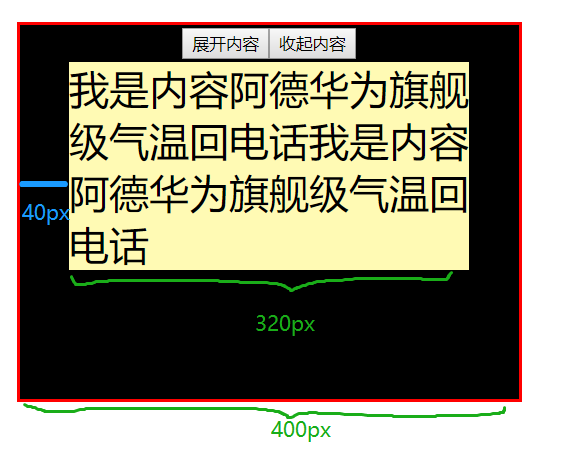 展开内容 收起内容
我是内容阿德华为旗舰
级气温回电话我是内容
阿德华为旗舰级气温回
电话
40px
320px
400px